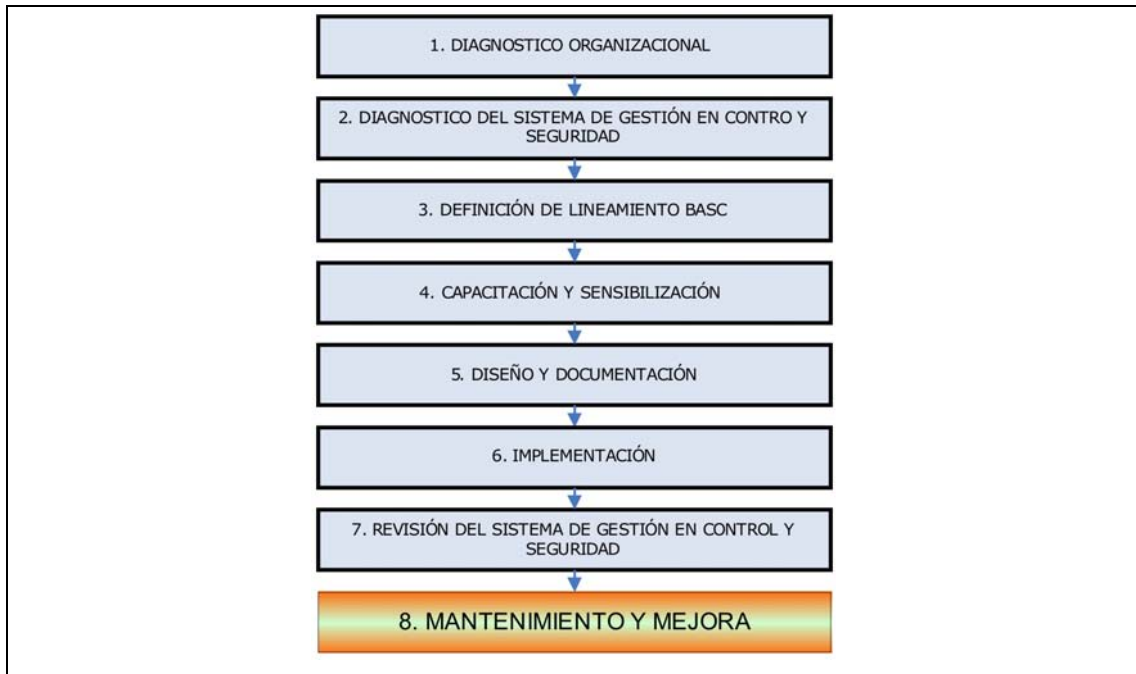 1. DIAGNOSTICO ORGANIZACIONAL
2. DIAGNOSTICO DEL SISTEMA DE GESTIÓN EN CONTRO Y
SEGURIDAD
3. DEFINICIÓN DE LINEAMIENTO BASC
4. CAPACITACIÓN Y SENSIBILIZACIÓN
5. DISEÑO Y DOCUMENTACIÓN
6. IMPLEMENTACIÓN
7. REVISIÓN DEL SISTEMA DE GESTIÓN EN CONTROL Y
SEGURIDAD
8. MANTENIMIENTO Y MEJORA